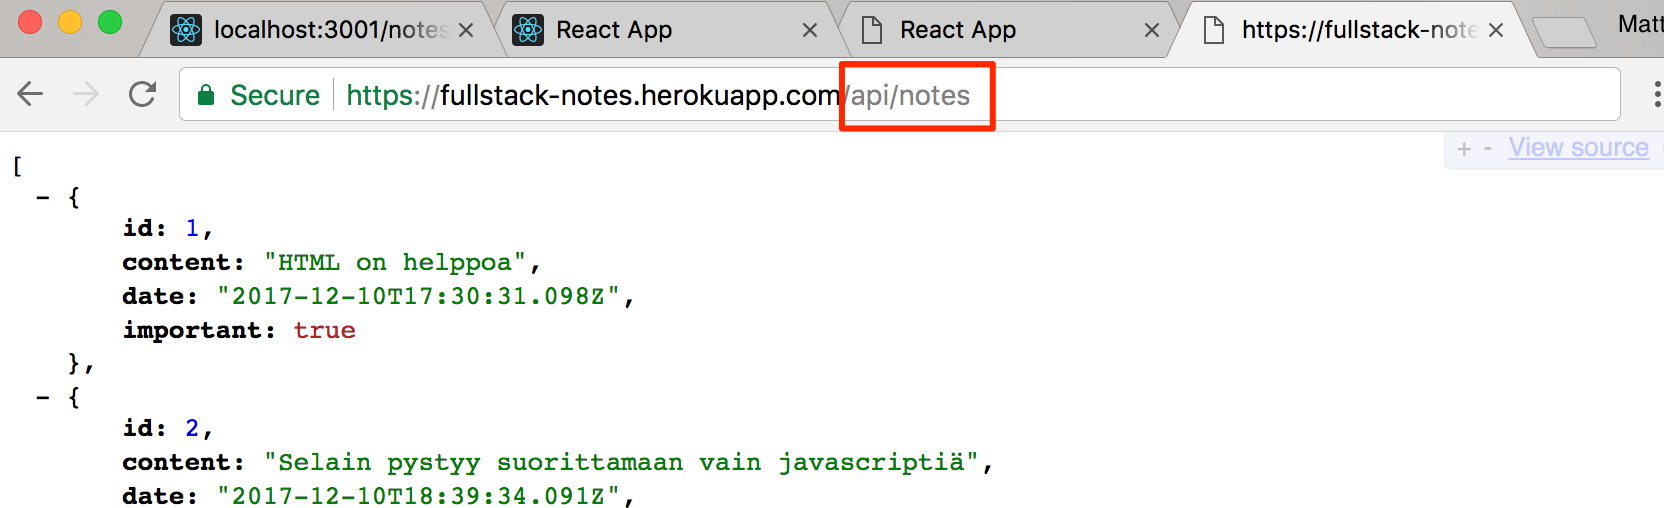 localhost:3001/notes
React App
React App
https://fullstack-note
Matt
Secure
https://fullstack-notes.herokuapp.com/api/notes
+ - View source
[
- {
id: 1,
content: "HTML on helppoa",
date: "2017-12-10T17:30:31.098Z",
important: true
},
- {
id: 2,
content: "Selain pystyy suorittamaan vain javascriptiä",
date: "2017-12-10T18:39:34.091Z",